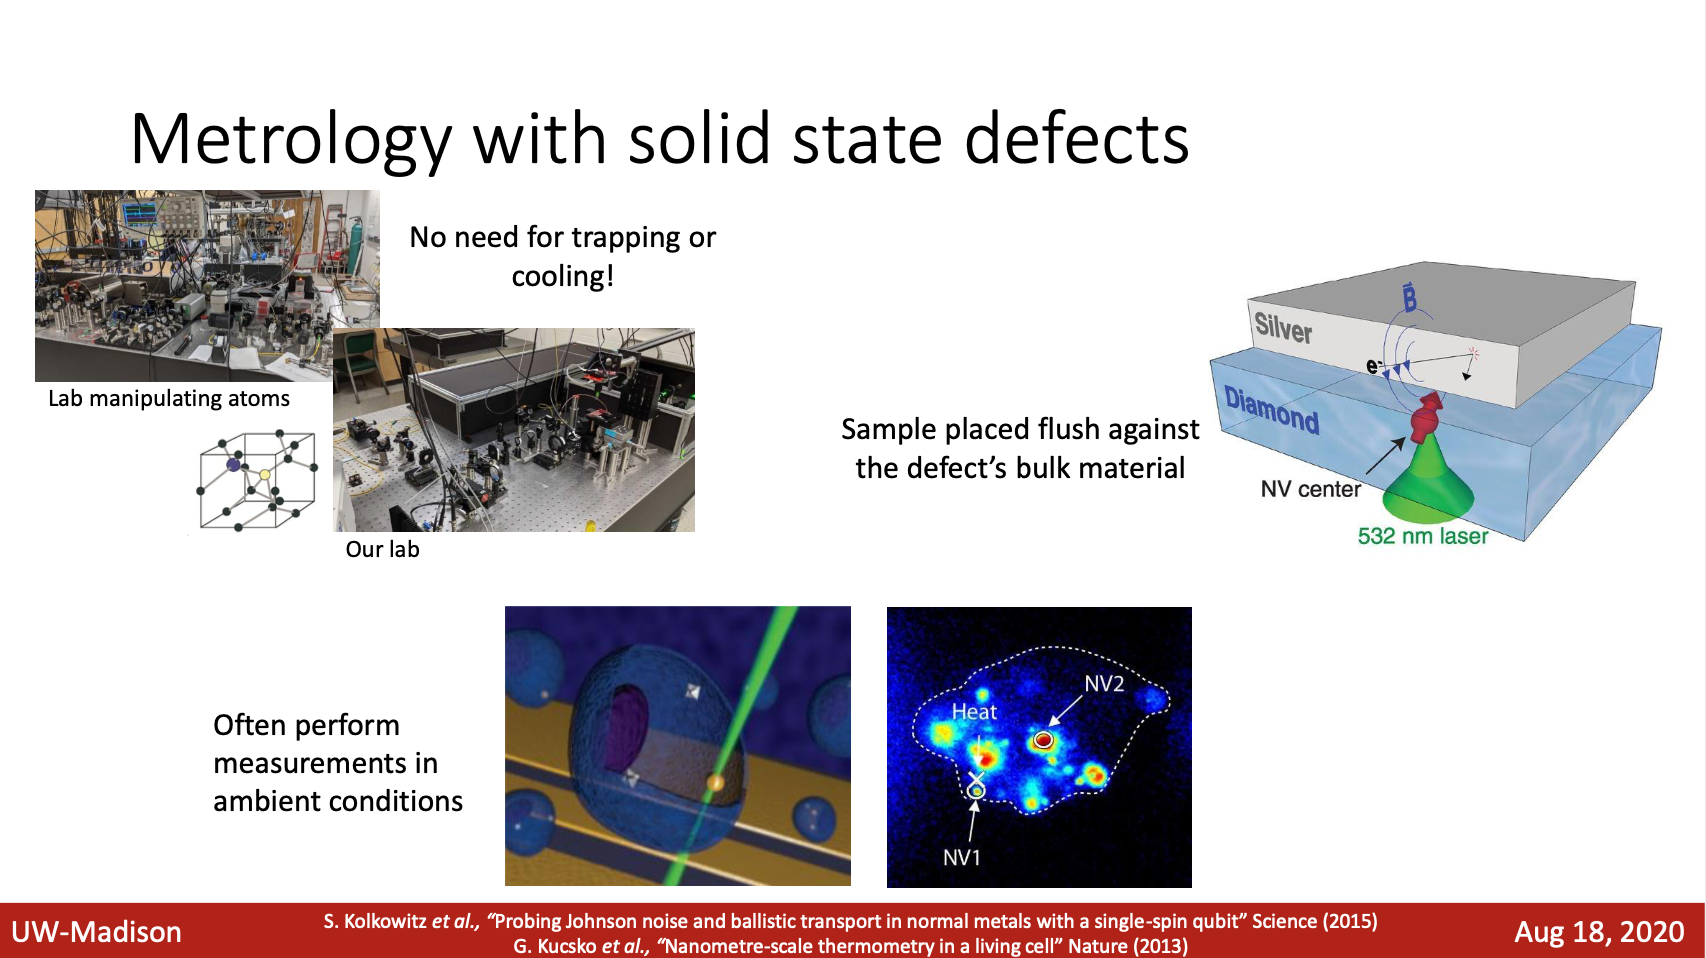 Metrology with solid state defects
No need for trapping or
cooling!
Lab manipulating atoms
Our lab
Sample placed flush against
the defect's bulk material
B
Silver
e-
Diamond
NV center
532 nm laser
Often perform
measurements in
ambient conditions
NV2
Heat
NV1
UW-Madison
S. Kolkowitz et al., “Probing Johnson noise and ballistic transport in normal metals with a single-spin qubit” Science (2015)
G. Kucsko et al., “Nanometre-scale thermometry in a living cell” Nature (2013)
Aug 18, 2020